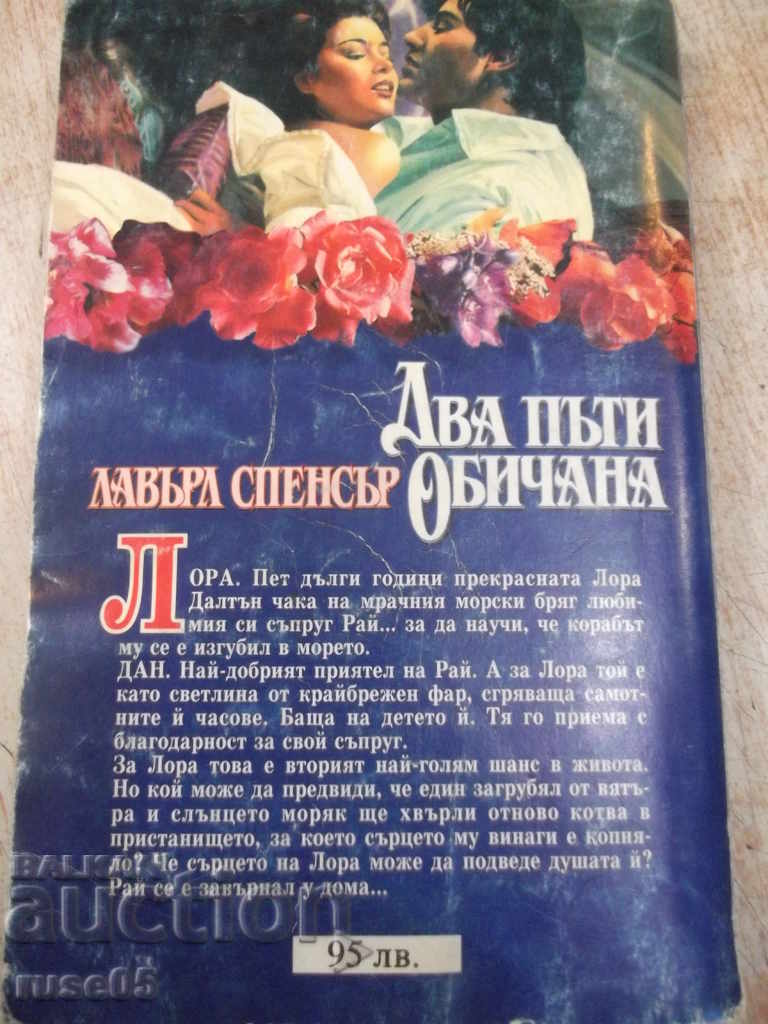 ДВА ПЪТИ
ЛАВЪРЛ СПЕНСЪР ОБИЧАНА
ЛОРА. Пет дълги години прекрасната Лора
Далтън чака на мрачния морски бряг люби-
мия си съпруг Рай... за да научи, че корабът
му се е изгубил в морето.
ДАН. Най-добрият приятел на Рай. А за Лора той е
като светлина от крайбрежен фар, сгряваща самот-
ните ѝ часове. Баща на детето ѝ. Тя го приема с
благодарност за свой съпруг.
За Лора това е вторият най-голям шанс в живота.
Но кой може да предвиди, че един загрубял от вятъ-
ра и слънцето моряк ще хвърли отново котва в
пристанището, за което сърцето му винаги е копня-
ло? Че сърцето на Лора може да подведе душата ѝ?
Рай се е завърнал у дома...
95 лв.
BALKAN
auction
ruse05